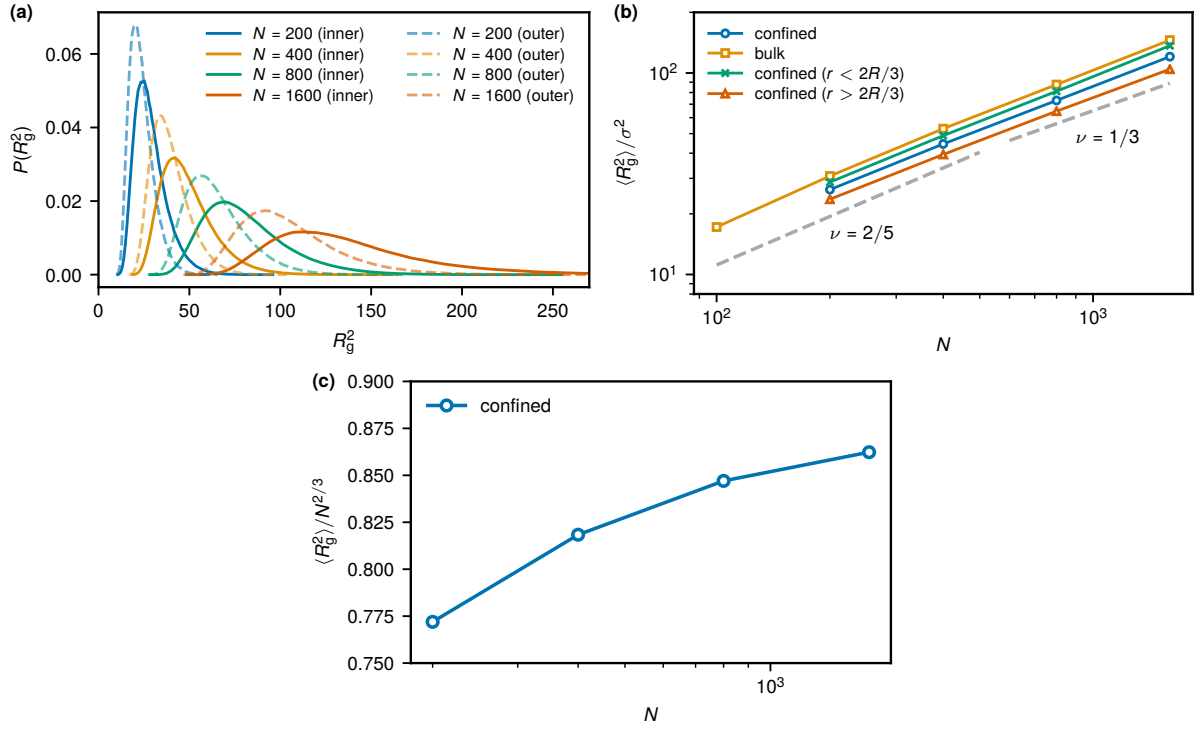 (a)
P(R_g^2)
0.06
0.04
0.02
0.00
N = 200 (inner)
N = 400 (inner)
N = 800 (inner)
N = 1600 (inner)
N = 200 (outer)
N = 400 (outer)
N = 800 (outer)
N = 1600 (outer)
0 50 100 150 200 250
R_g^2
(b)
⟨R_g^2⟩/σ^2
10^2
10^1
confined
bulk
confined (r < 2R/3)
confined (r > 2R/3)
ν = 1/3
ν = 2/5
10^2 10^3
N
(c)
⟨R_g^2⟩/N^{2/3}
0.900
0.875
0.850
0.825
0.800
0.775
0.750
confined
10^3
N